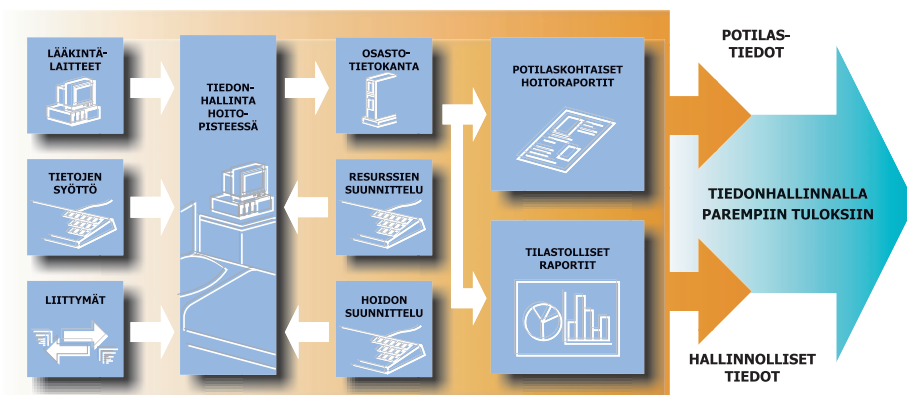 LÄÄKINTÄ-
LAITTEET
TIETOJEN
SYÖTTÖ
LIITTYMÄT
TIEDON-
HALLINTA
HOITO-
PISTEESSÄ
OSASTO-
TIETOKANTA
RESURSSIEN
SUUNNITTELU
HOIDON
SUUNNITTELU
POTILASKOHTAISET
HOITORAPORTIT
TILASTOLLISET
RAPORTIT
POTILAS-
TIEDOT
TIEDONHALLINNALLA
PAREMPIIN TULOKSIIN
HALLINNOLLISET
TIEDOT